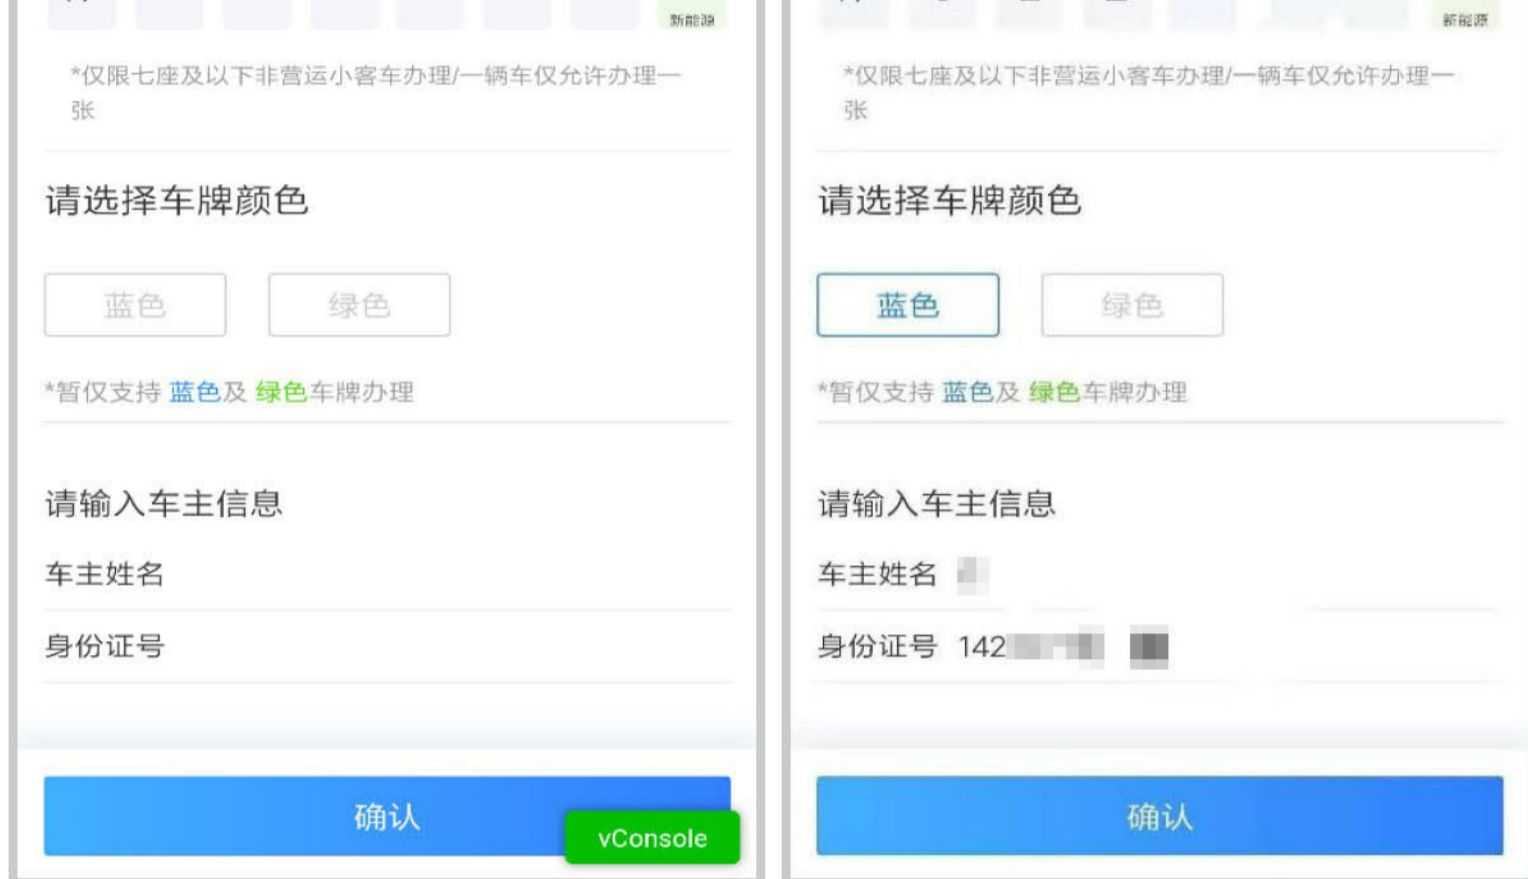 新能源
*仅限七座及以下非营运小客车办理/一辆车仅允许办理一
张
请选择车牌颜色
蓝色
绿色
*暂仅支持 蓝色及 绿色车牌办理
请输入车主信息
车主姓名
身份证号
确认
vConsole
新能源
*仅限七座及以下非营运小客车办理/一辆车仅允许办理一
张
请选择车牌颜色
蓝色
绿色
*暂仅支持 蓝色及 绿色车牌办理
请输入车主信息
车主姓名
身份证号 142
确认